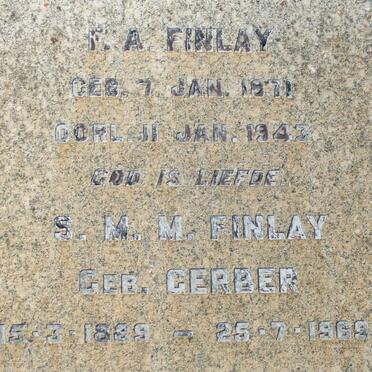 F. A FINLAY
GEB. 7 JAN. 1871
OORL. 11 JAN. 1943
GOD IS LIEFDE.
S. M. M. FINLAY
GEB. GERBER
15-3-1889 — 25-7-1969